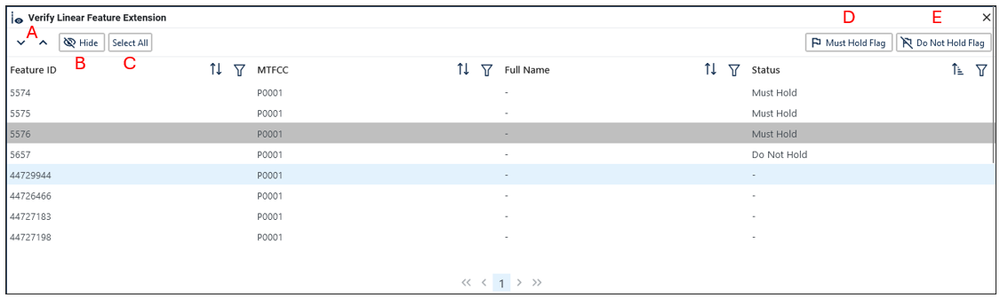 Verify Linear Feature Extension
A
Hide
Select All
Must Hold Flag
Do Not Hold Flag
B
C
D
E
Feature ID MTFCC Full Name Status
5574 P0001 - Must Hold
5575 P0001 - Must Hold
5576 P0001 - Must Hold
5657 P0001 - Do Not Hold
44729944 P0001 - -
44726466 P0001 - -
44727183 P0001 - -
44727198 P0001 - -
1